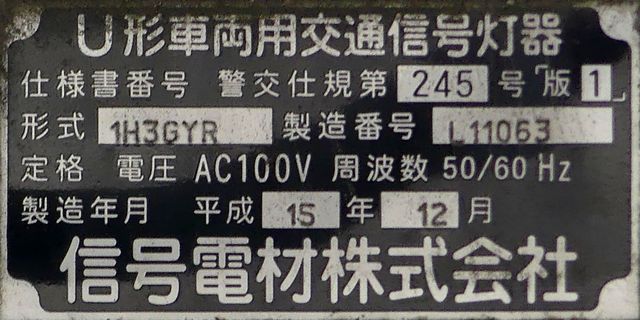 U形車両用交通信号灯器
仕様書番号 警交仕規第 245 号「版1」
形式 1H3GYR 製造番号 L11063
定格 電圧 AC100V 周波数 50/60 Hz
製造年月 平成 15 年 12 月
信号電材株式会社